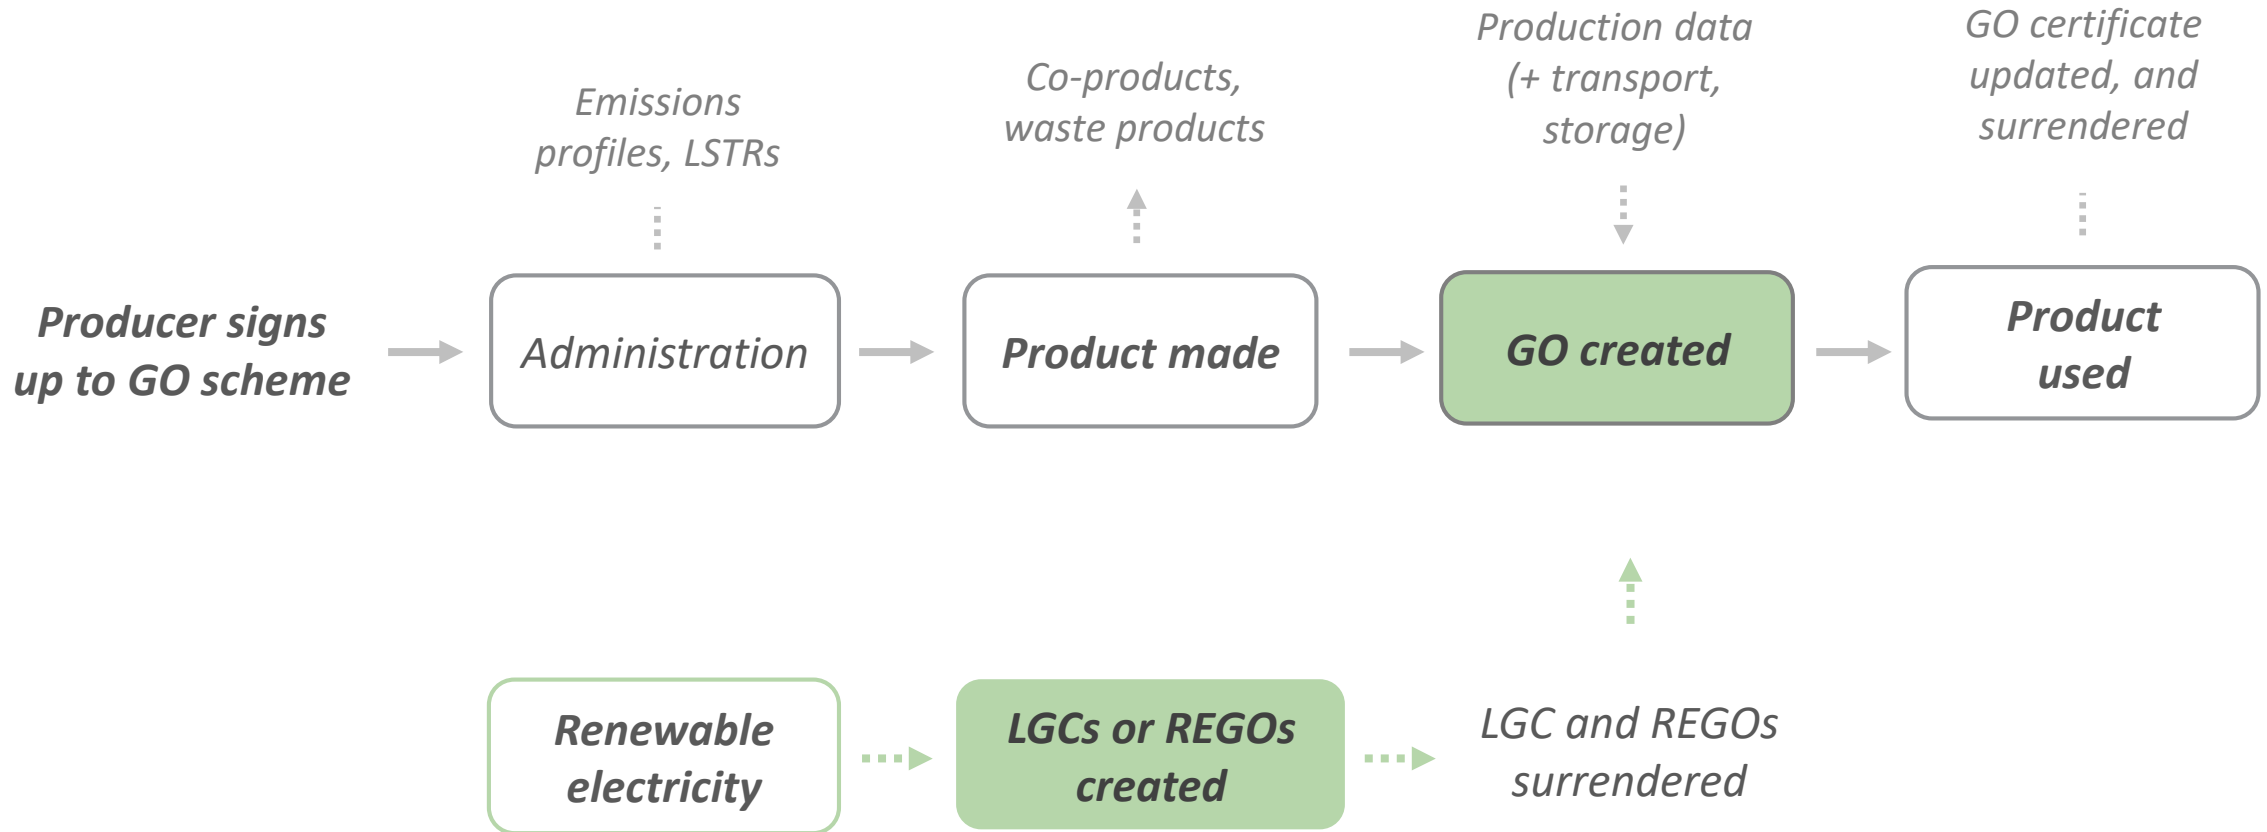 Emissions
profiles, LSTRs
Co-products,
waste products
Production data
(+ transport,
storage)
GO certificate
updated, and
surrendered
Producer signs
up to GO scheme
Administration
Product made
GO created
Product
used
Renewable
electricity
LGCs or REGOs
created
LGC and REGOs
surrendered